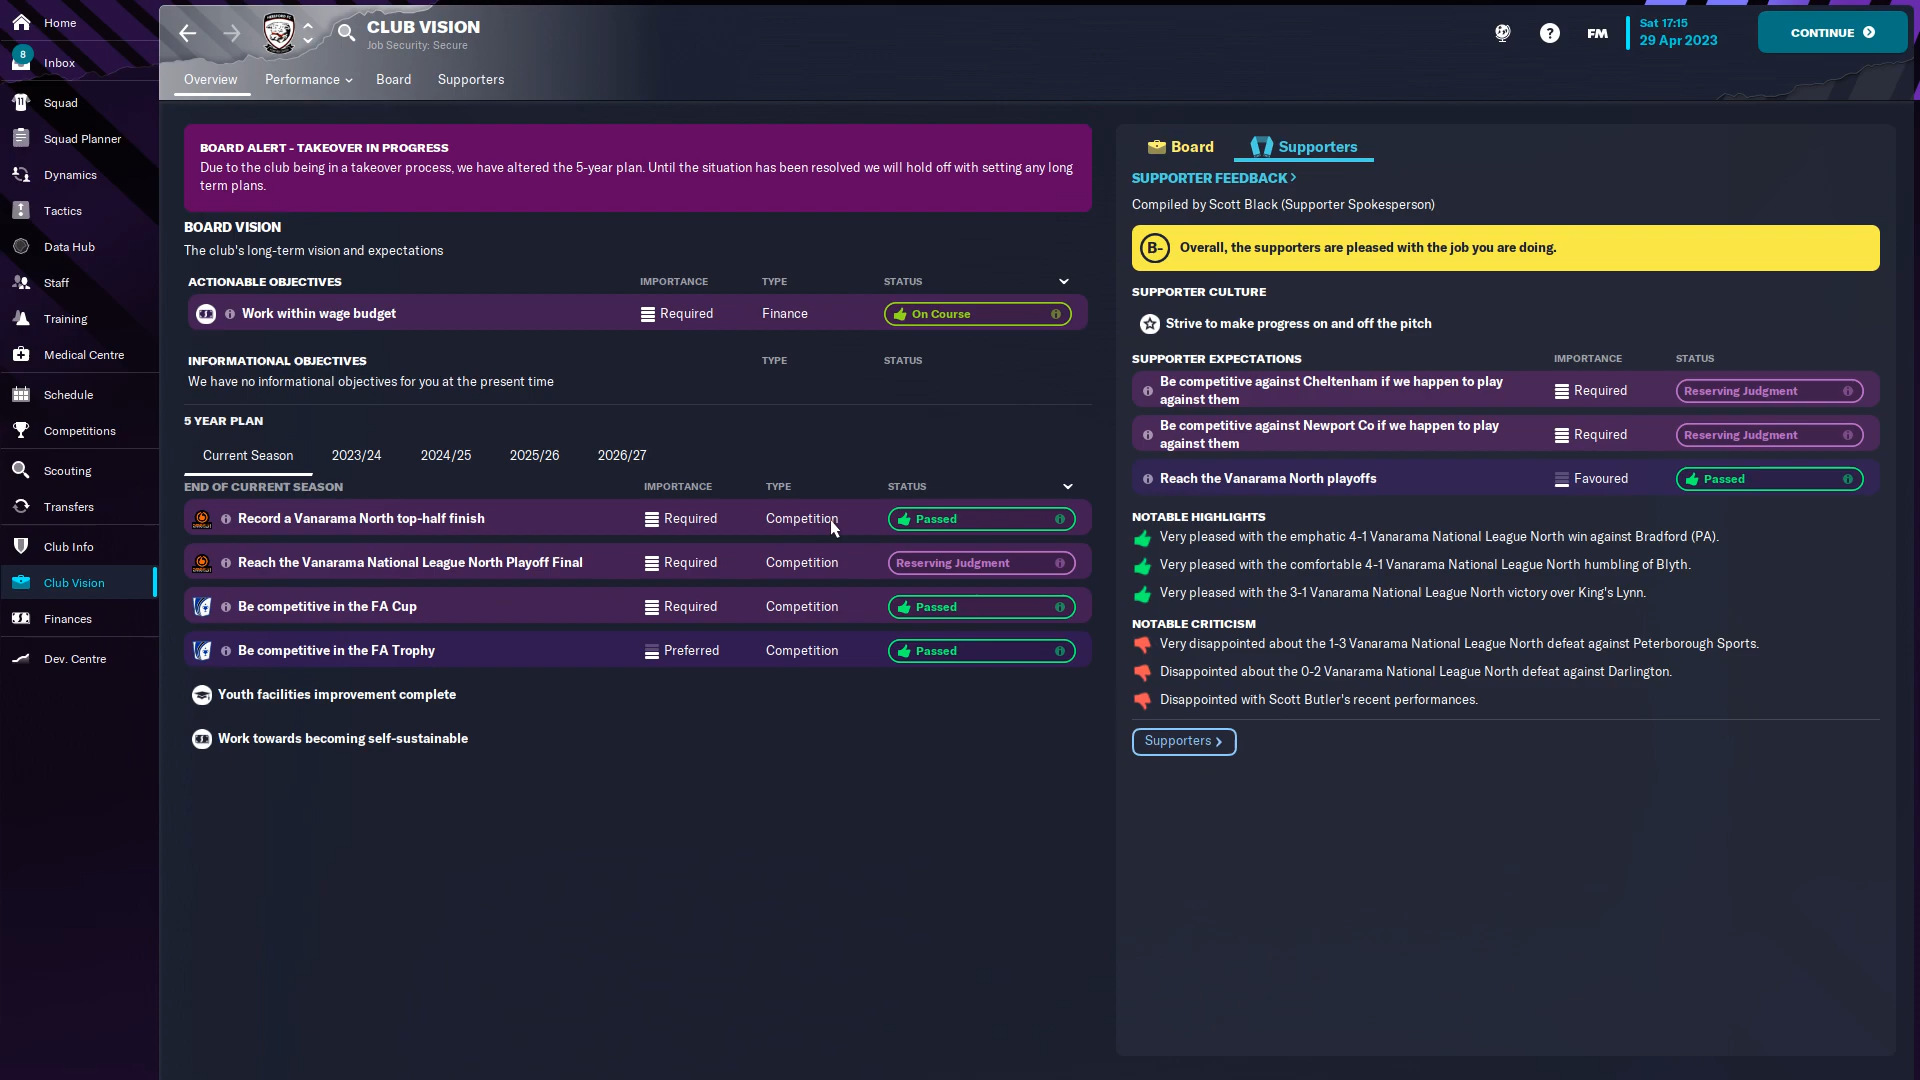 Home
8
Inbox
Squad
Squad Planner
Dynamics
Tactics
Data Hub
Staff
Training
Medical Centre
Schedule
Competitions
Scouting
Transfers
Club Info
Club Vision
Finances
Dev. Centre
CLUB VISION
Job Security: Secure
FM
Sat 17:15
29 Apr 2023
CONTINUE
Overview
Performance
Board
Supporters
BOARD ALERT - TAKEOVER IN PROGRESS
Due to the club being in a takeover process, we have altered the 5-year plan. Until the situation has been resolved we will hold off with setting any long
term plans.
BOARD VISION
The club's long-term vision and expectations
ACTIONABLE OBJECTIVES IMPORTANCE TYPE STATUS
Work within wage budget Required Finance On Course
INFORMATIONAL OBJECTIVES TYPE STATUS
We have no informational objectives for you at the present time
5 YEAR PLAN
Current Season 2023/24 2024/25 2025/26 2026/27
END OF CURRENT SEASON IMPORTANCE TYPE STATUS
Record a Vanarama North top-half finish Required Competition Passed
Reach the Vanarama National League North Playoff Final Required Competition Reserving Judgment
Be competitive in the FA Cup Required Competition Passed
Be competitive in the FA Trophy Preferred Competition Passed
Youth facilities improvement complete
Work towards becoming self-sustainable
Board Supporters
SUPPORTER FEEDBACK >
Compiled by Scott Black (Supporter Spokesperson)
B- Overall, the supporters are pleased with the job you are doing.
SUPPORTER CULTURE
Strive to make progress on and off the pitch
SUPPORTER EXPECTATIONS IMPORTANCE STATUS
Be competitive against Cheltenham if we happen to play
against them Required Reserving Judgment
Be competitive against Newport Co if we happen to play
against them Required Reserving Judgment
Reach the Vanarama North playoffs Favoured Passed
NOTABLE HIGHLIGHTS
Very pleased with the emphatic 4-1 Vanarama National League North win against Bradford (PA).
Very pleased with the comfortable 4-1 Vanarama National League North humbling of Blyth.
Very pleased with the 3-1 Vanarama National League North victory over King's Lynn.
NOTABLE CRITICISM
Very disappointed about the 1-3 Vanarama National League North defeat against Peterborough Sports.
Disappointed about the 0-2 Vanarama National League North defeat against Darlington.
Disappointed with Scott Butler's recent performances.
Supporters >